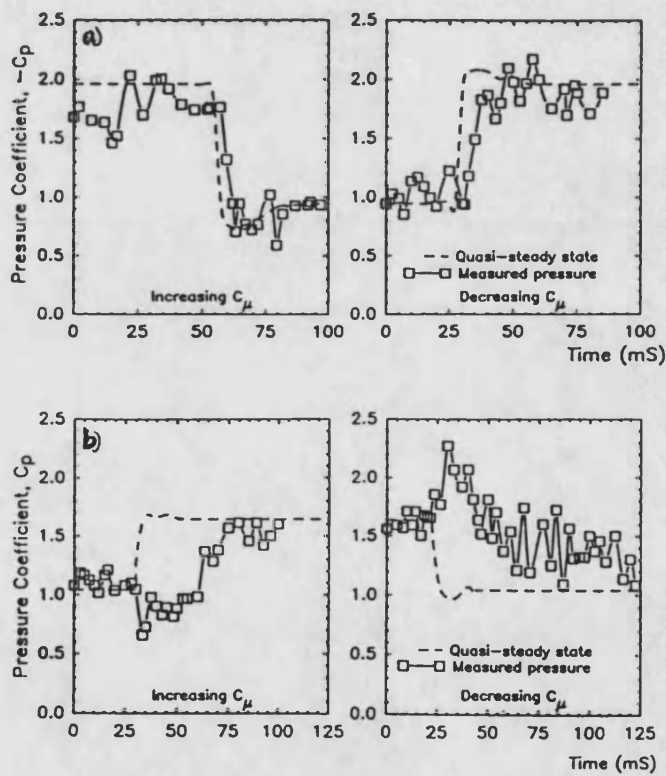 a)
Pressure Coefficient, -Cp
2.5
2.0
1.5
1.0
0.5
0.0
0 25 50 75 100
Increasing Cμ
2.5
2.0
1.5
1.0
0.5
0.0
0 25 50 75 100
Quasi-steady state
Measured pressure
Decreasing Cμ
Time (mS)
b)
Pressure Coefficient, Cp
2.5
2.0
1.5
1.0
0.5
0.0
0 25 50 75 100 125
Increasing Cμ
2.5
2.0
1.5
1.0
0.5
0.0
0 25 50 75 100 125
Quasi-steady state
Measured pressure
Decreasing Cμ
Time (mS)